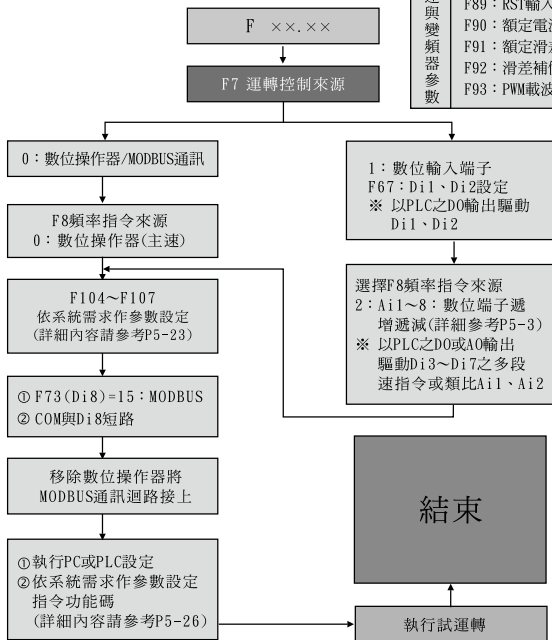 F ××.××
F7 運轉控制來源
與
變
頻
器
參
數
F89：RST輸入
F90：額定電流
F91：額定滑差
F92：滑差補償
F93：PWM載波
0：數位操作器/MODBUS通訊
F8頻率指令來源
0：數位操作器(主速)
F104～F107
依系統需求作參數設定
(詳細內容請參考P5-23)
① F73(Di8)=15：MODBUS
② COM與Di8短路
移除數位操作器將
MODBUS通訊迴路接上
①執行PC或PLC設定
②依系統需求作參數設定
指令功能碼
(詳細內容請參考P5-26)
1：數位輸入端子
F67：Di1、Di2設定
※ 以PLC之DO輸出驅動
Di1、Di2
選擇F8頻率指令來源
2：Ai1～8：數位端子遞
增遞減(詳細參考P5-3)
※ 以PLC之DO或AO輸出
驅動Di3～Di7之多段
速指令或類比Ai1、Ai2
結束
執行試運轉